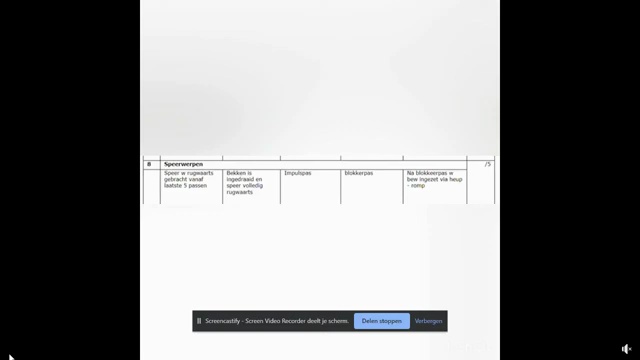 8 Speerwerpen /5
Speer w rugwaarts
gebracht vanaf
laatste 5 passen
Bekken is
ingedraaid en
speer volledig
rugwaarts
Impulspas
blokkerpas
Na blokkeerpas w
bew ingezet via heup
- romp
Screencastify - Screen Video Recorder deelt je scherm.
Delen stoppen
Verbergen